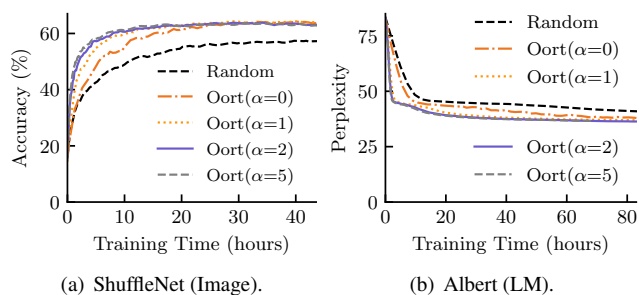 Accuracy (%)
60
40
20
0
0
10
20
30
40
Training Time (hours)
Random
Oort(α=0)
Oort(α=1)
Oort(α=2)
Oort(α=5)
(a) ShuffleNet (Image).
Perplexity
75
50
25
0
0
20
40
60
80
Training Time (hours)
Random
Oort(α=0)
Oort(α=1)
Oort(α=2)
Oort(α=5)
(b) Albert (LM).